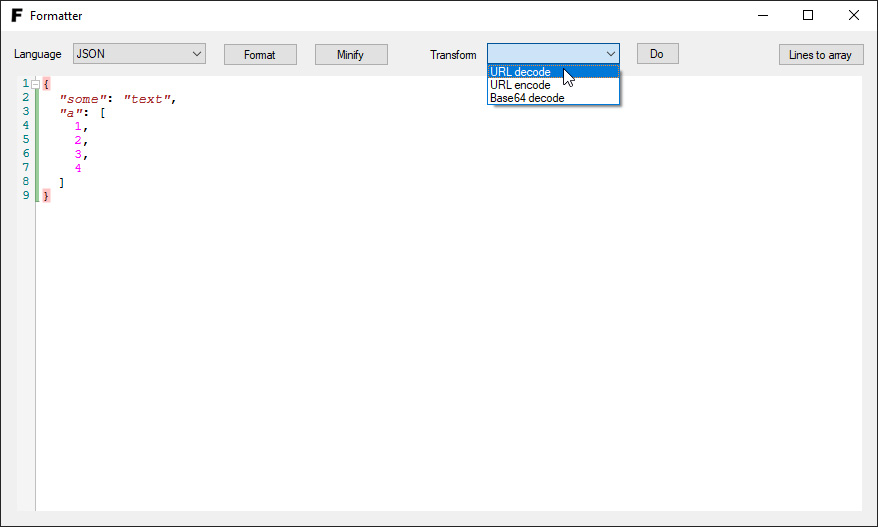 F Formatter
Language JSON Format Minify Transform Do Lines to array
URL decode
URL encode
Base64 decode
1 {
2 "some": "text",
3 "a": [
4 1,
5 2,
6 3,
7 4
8 ]
9 }